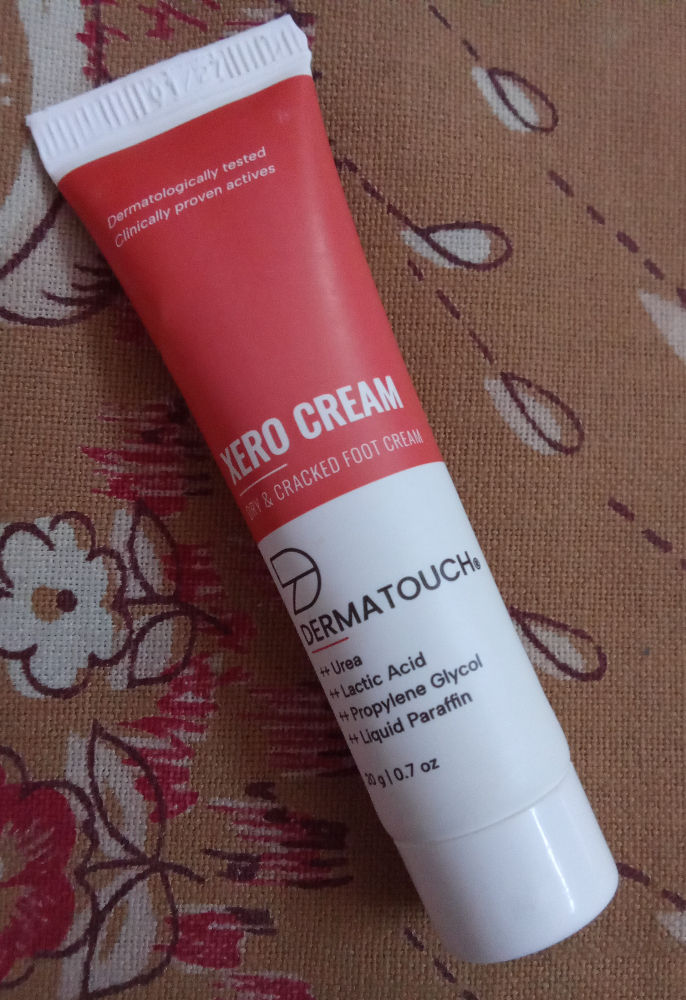 Dermatologically tested
Clinically proven actives
XERO CREAM
DRY & CRACKED FOOT CREAM
DERMATOUCH®
++ Urea
++ Lactic Acid
++ Propylene Glycol
++ Liquid Paraffin
20 g | 0.7 oz